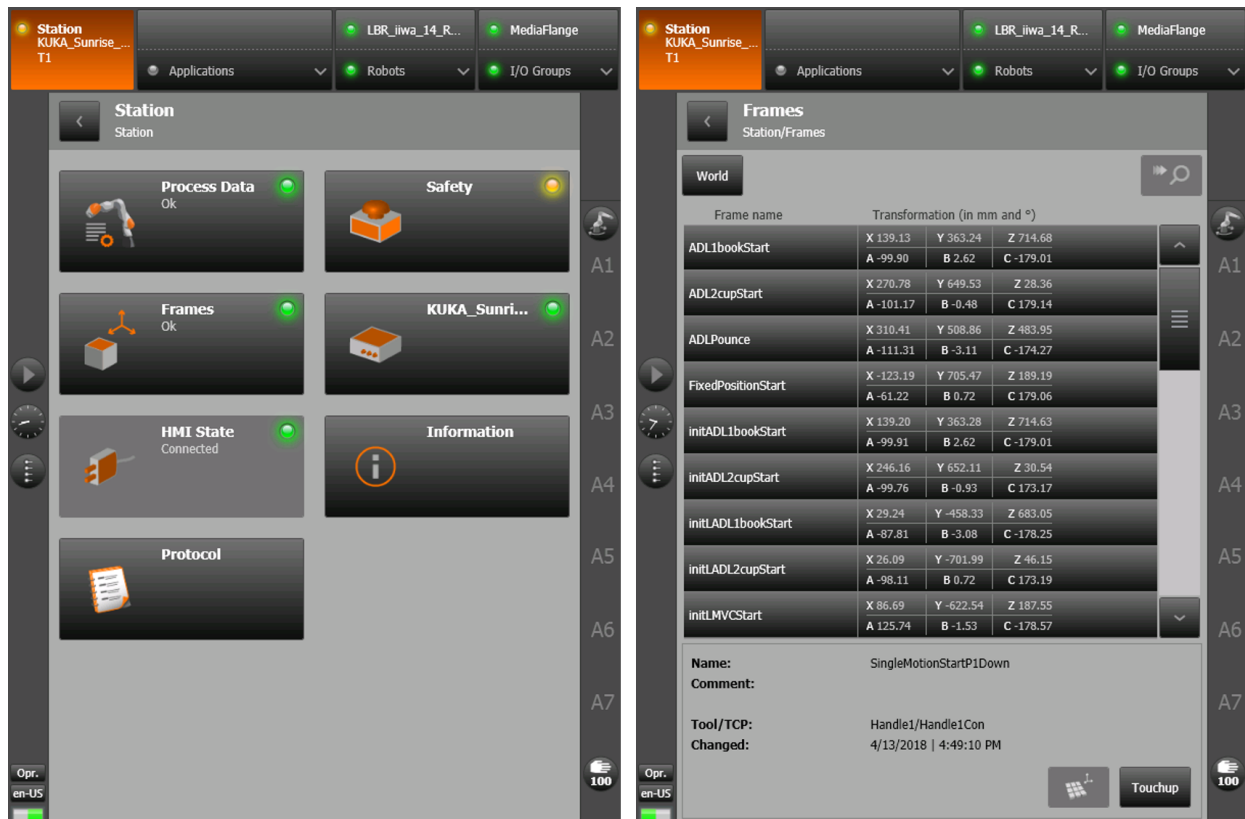 Station
KUKA_Sunrise_...
T1
LBR_iiwa_14_R...
MediaFlange
Applications
Robots
I/O Groups
Station
Station
Process Data
Ok
Safety
Frames
Ok
KUKA_Sunri...
HMI State
Connected
Information
Protocol
A1
A2
A3
A4
A5
A6
A7
Opr.
en-US
100
Station
KUKA_Sunrise_...
T1
LBR_iiwa_14_R...
MediaFlange
Applications
Robots
I/O Groups
Frames
Station/Frames
World
Frame name Transformation (in mm and °)
ADL1bookStart X 139.13 Y 363.24 Z 714.68
A -99.90 B 2.62 C -179.01
ADL2cupStart X 270.78 Y 649.53 Z 28.36
A -101.17 B -0.48 C 179.14
ADLPounce X 310.41 Y 508.86 Z 483.95
A -111.31 B -3.11 C -174.27
FixedPositionStart X -123.19 Y 705.47 Z 189.19
A -61.22 B 0.72 C 179.06
initADL1bookStart X 139.20 Y 363.28 Z 714.63
A -99.91 B 2.62 C -179.01
initADL2cupStart X 246.16 Y 652.11 Z 30.54
A -99.76 B -0.93 C 173.17
initLADL1bookStart X 29.24 Y -458.33 Z 683.05
A -87.81 B -3.08 C -178.25
initLADL2cupStart X 26.09 Y -701.99 Z 46.15
A -98.11 B 0.72 C 173.19
initLMVCStart X 86.69 Y -622.54 Z 187.55
A 125.74 B -1.53 C -178.57
Name: SingleMotionStartP1Down
Comment:
Tool/TCP: Handle1/Handle1Con
Changed: 4/13/2018 | 4:49:10 PM
Touchup
A1
A2
A3
A4
A5
A6
A7
Opr.
en-US
100